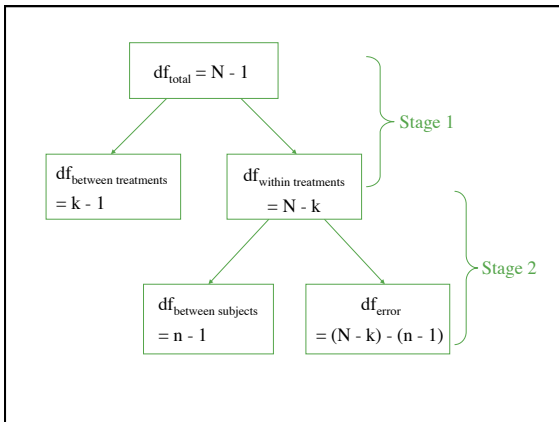 df_total = N - 1
Stage 1
df_between treatments
= k - 1
df_within treatments
= N - k
Stage 2
df_between subjects
= n - 1
df_error
= (N - k) - (n - 1)